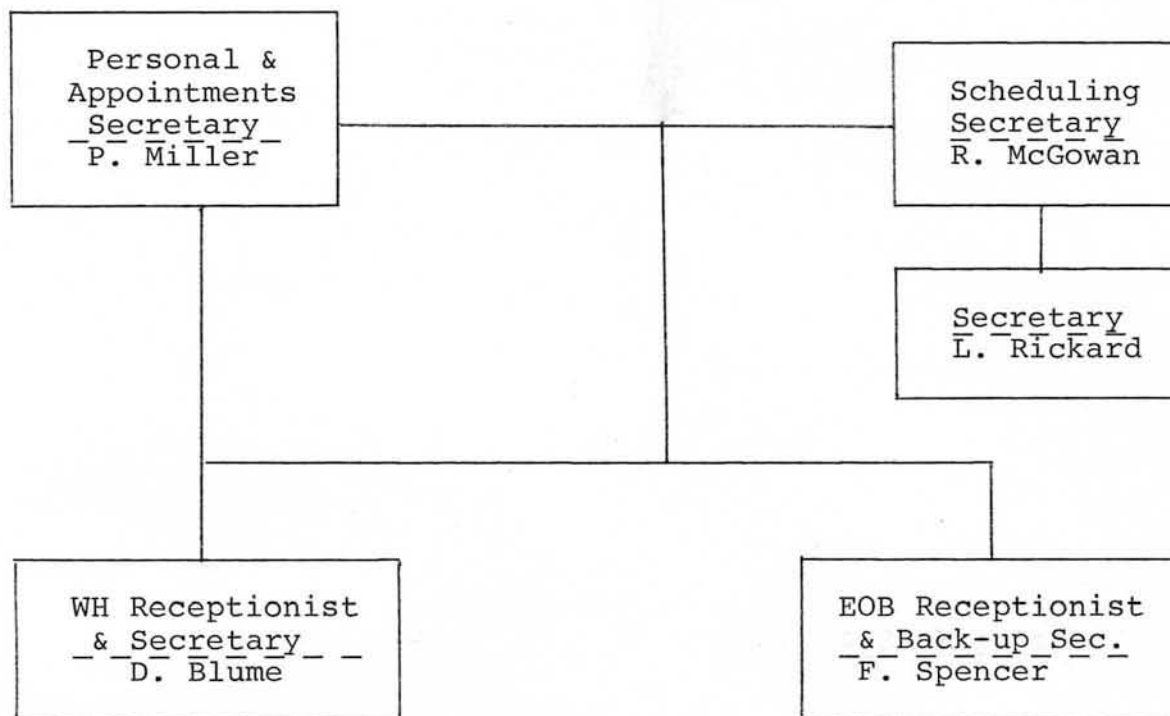 Personal &
Appointments
Secretary
P. Miller
Scheduling
Secretary
R. McGowan
Secretary
L. Rickard
WH Receptionist
& Secretary
D. Blume
EOB Receptionist
& Back-up Sec.
F. Spencer